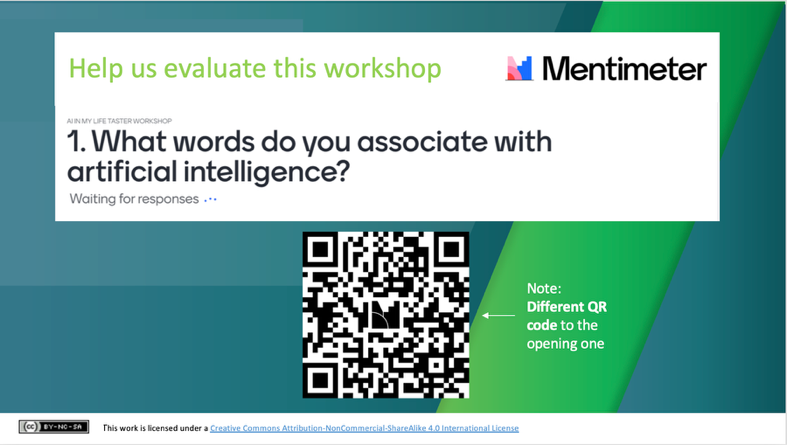 Help us evaluate this workshop
Mentimeter
AI IN MY LIFE TASTER WORKSHOP
1. What words do you associate with
artificial intelligence?
Waiting for responses
Note:
Different QR
code to the
opening one
cc BY-NC-SA
This work is licensed under a Creative Commons Attribution-NonCommercial-ShareAlike 4.0 International License